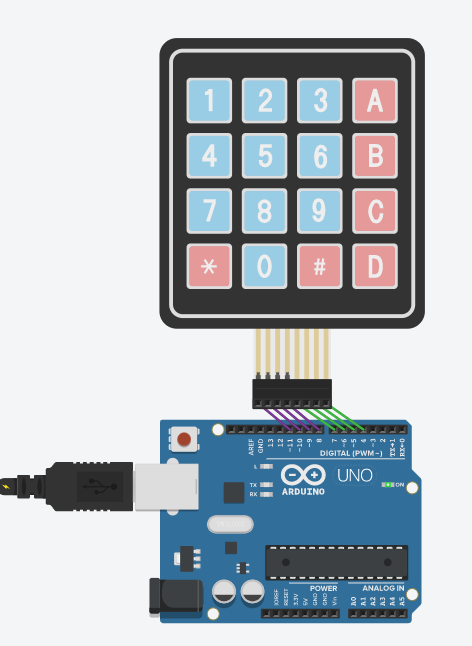 1 2 3 A
4 5 6 B
7 8 9 C
* 0 # D
AREF
GND
13
12
~11
~10
~9
8
7
~6
~5
4
~3
2
TX→1
RX←0
DIGITAL (PWM~)
L
TX
RX
UNO
ARDUINO
ON
IOREF
RESET
3.3V
5V
GND
GND
Vin
POWER
ANALOG IN
A0
A1
A2
A3
A4
A5